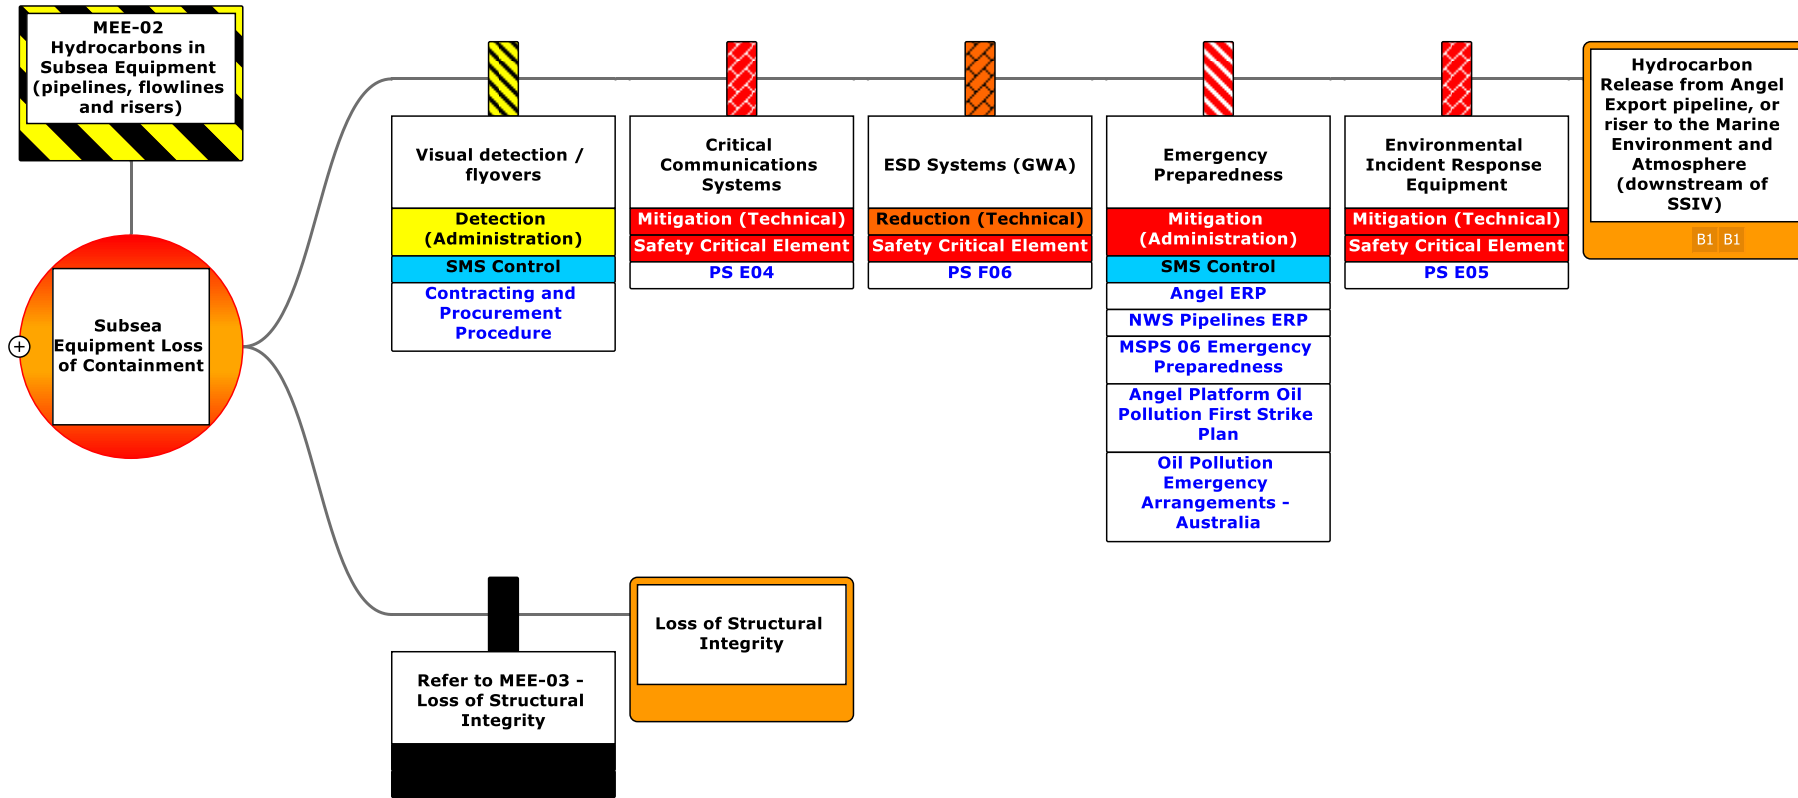 MEE-02
Hydrocarbons in
Subsea Equipment
(pipelines, flowlines
and risers)
Subsea
Equipment Loss
of Containment
Visual detection /
flyovers
Detection
(Administration)
SMS Control
Contracting and
Procurement
Procedure
Critical
Communications
Systems
Mitigation (Technical)
Safety Critical Element
PS E04
ESD Systems (GWA)
Reduction (Technical)
Safety Critical Element
PS F06
Emergency
Preparedness
Mitigation
(Administration)
SMS Control
Angel ERP
NWS Pipelines ERP
MSPS 06 Emergency
Preparedness
Angel Platform Oil
Pollution First Strike
Plan
Oil Pollution
Emergency
Arrangements -
Australia
Environmental
Incident Response
Equipment
Mitigation (Technical)
Safety Critical Element
PS E05
Hydrocarbon
Release from Angel
Export pipeline, or
riser to the Marine
Environment and
Atmosphere
(downstream of
SSIV)
B1 B1
Refer to MEE-03 -
Loss of Structural
Integrity
Loss of Structural
Integrity